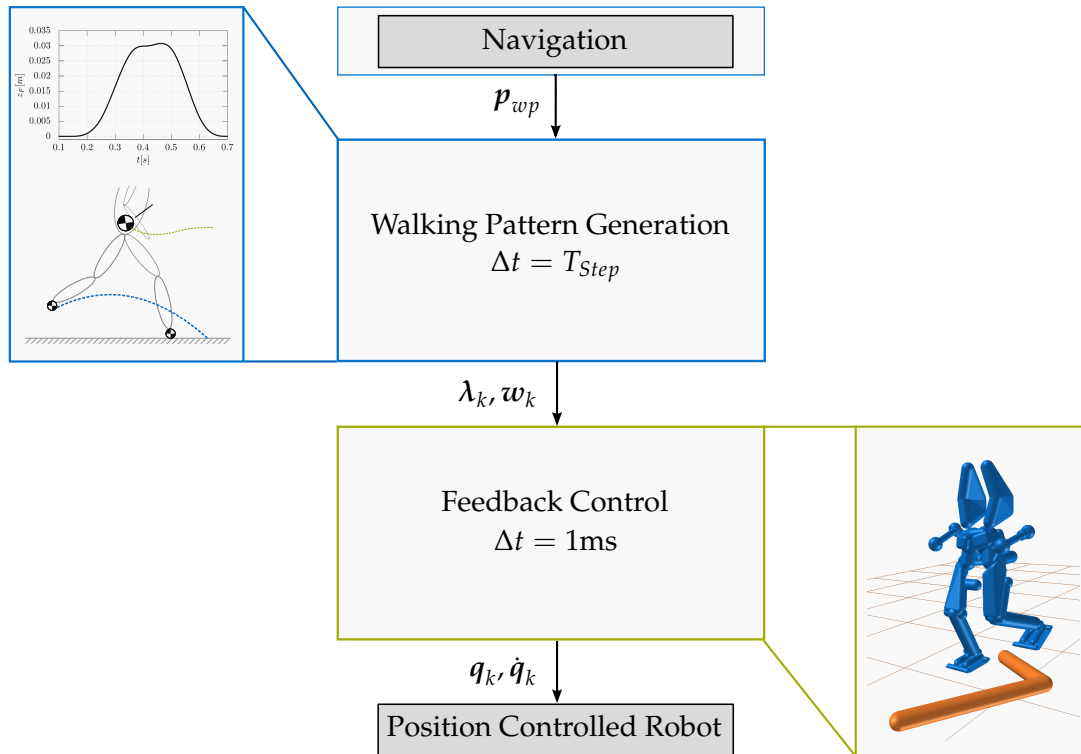 0.035
0.03
0.025
0.02
0.015
0.01
0.005
0
z_F[m]
0.1 0.2 0.3 0.4 0.5 0.6 0.7
t[s]
Navigation
p_wp
Walking Pattern Generation
Δt = T_Step
λ_k, w_k
Feedback Control
Δt = 1ms
q_k, q̇_k
Position Controlled Robot